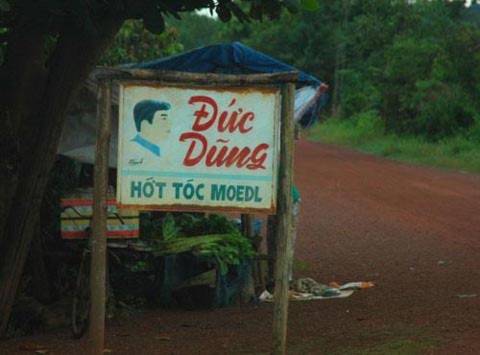 Đức
Dũng
HỚT TÓC MOEDL